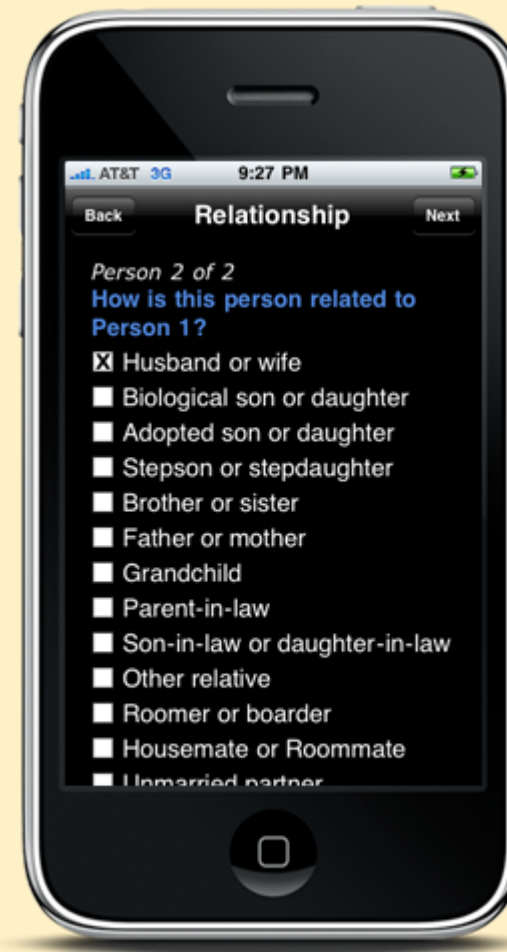 AT&T 3G 9:27 PM
Back Relationship Next
Person 2 of 2
How is this person related to
Person 1?
X Husband or wife
Biological son or daughter
Adopted son or daughter
Stepson or stepdaughter
Brother or sister
Father or mother
Grandchild
Parent-in-law
Son-in-law or daughter-in-law
Other relative
Roomer or boarder
Housemate or Roommate
Unmarried partner